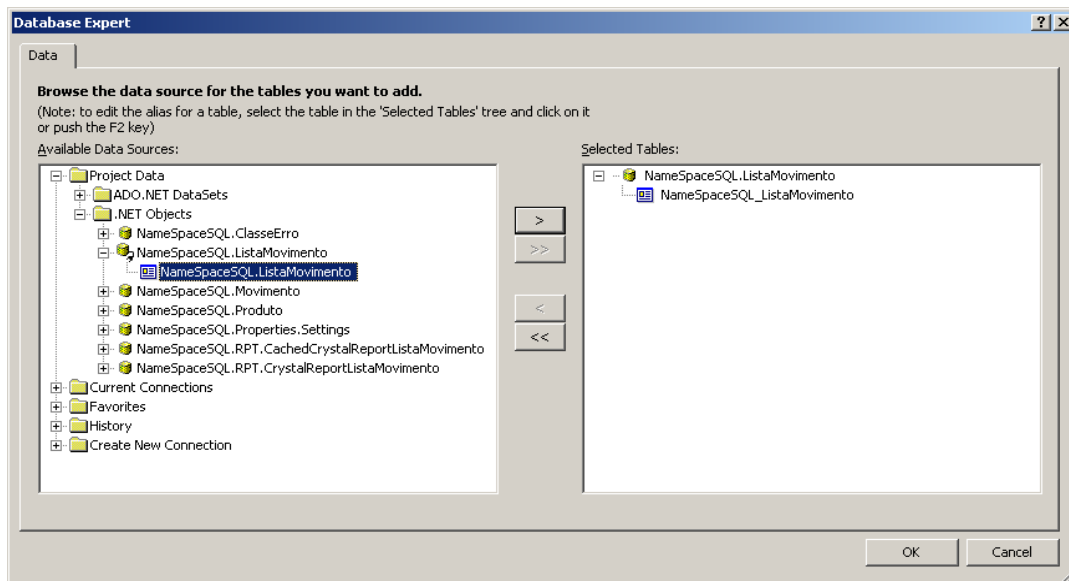 Database Expert
Data
Browse the data source for the tables you want to add.
(Note: to edit the alias for a table, select the table in the 'Selected Tables' tree and click on it
or push the F2 key)
Available Data Sources:
Project Data
ADO.NET DataSets
.NET Objects
NameSpaceSQL.ClasseErro
NameSpaceSQL.ListaMovimento
NameSpaceSQL.ListaMovimento
NameSpaceSQL.Movimento
NameSpaceSQL.Produto
NameSpaceSQL.Properties.Settings
NameSpaceSQL.RPT.CachedCrystalReportListaMovimento
NameSpaceSQL.RPT.CrystalReportListaMovimento
Current Connections
Favorites
History
Create New Connection
>
>>
<
<<
Selected Tables:
NameSpaceSQL.ListaMovimento
NameSpaceSQL_ListaMovimento
OK
Cancel